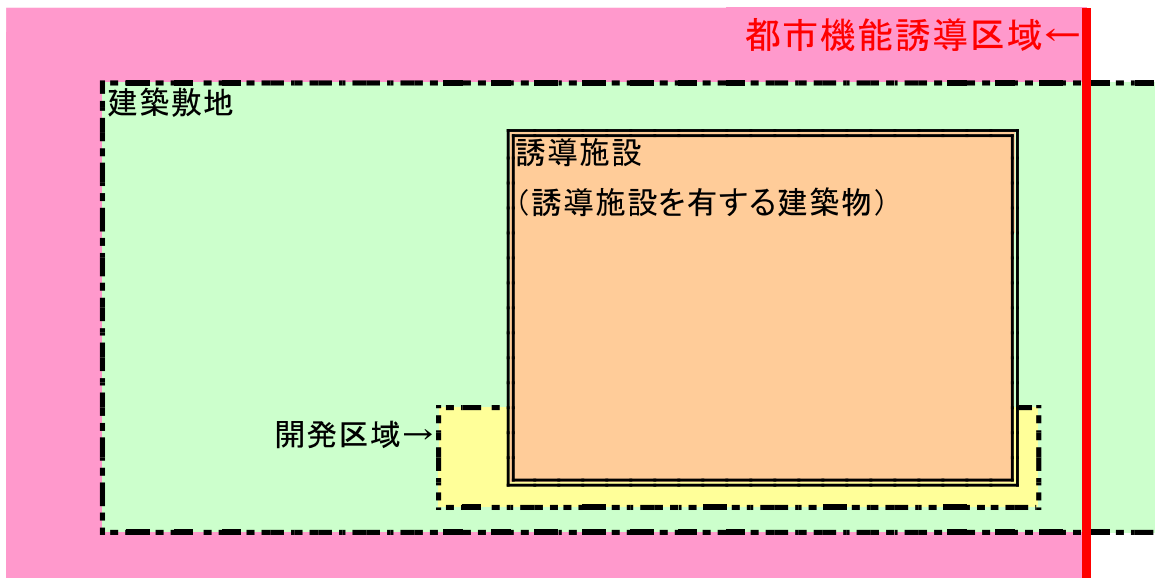 都市機能誘導区域←
建築敷地
誘導施設
（誘導施設を有する建築物）
開発区域→